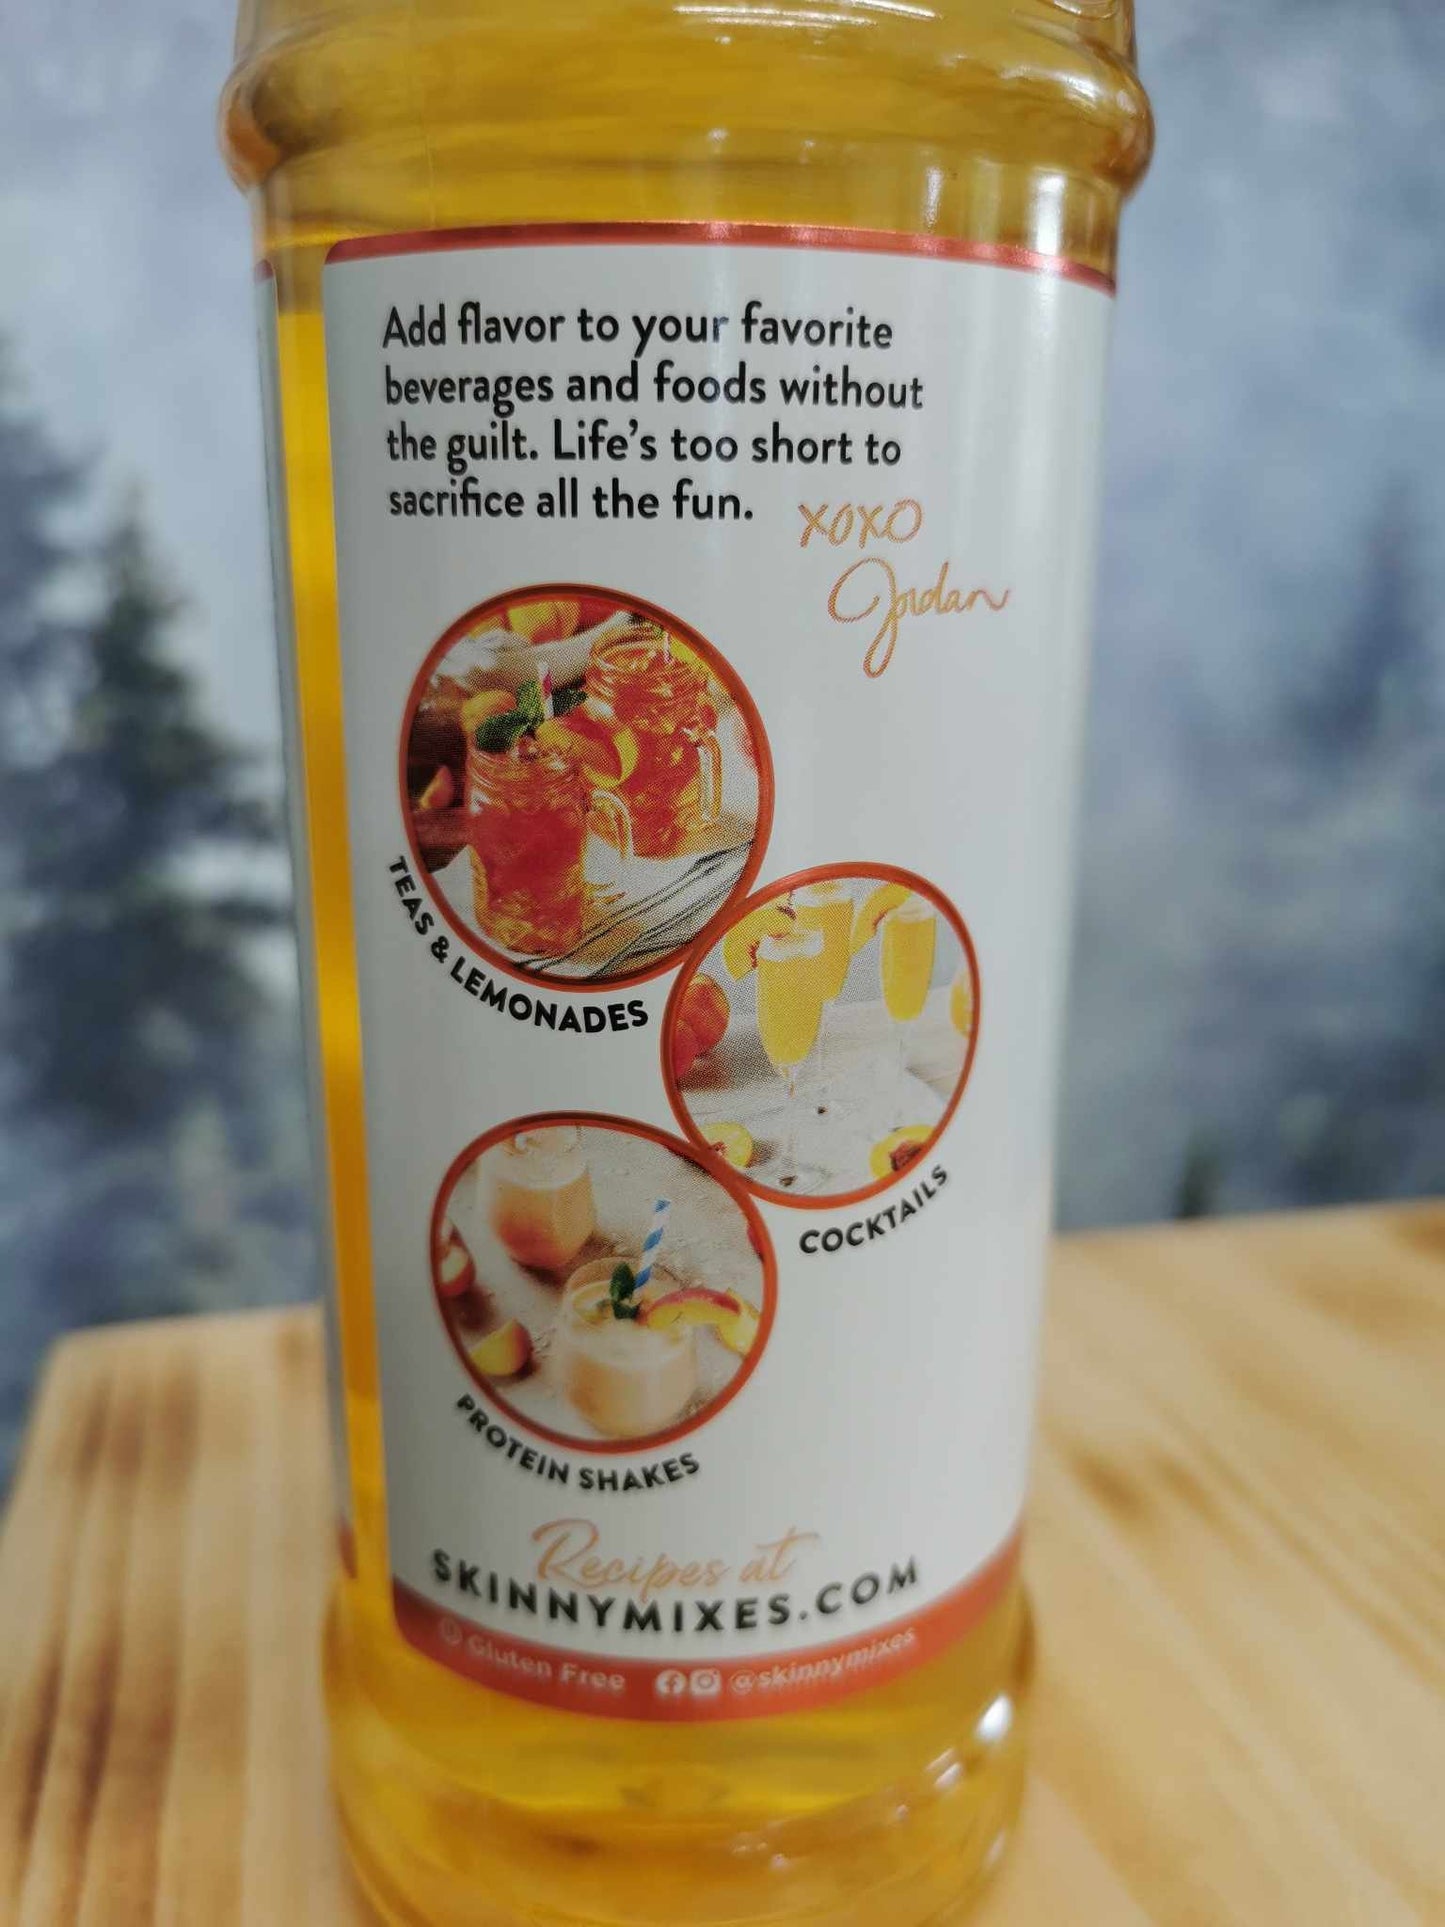 Add flavor to your favorite
beverages and foods without
the guilt. Life's too short to
sacrifice all the fun.
XOXO
Jordan
TEAS & LEMONADES
COCKTAILS
PROTEIN SHAKES
Recipes at
SKINNYMIXES.COM
Gluten Free @skinnymixes